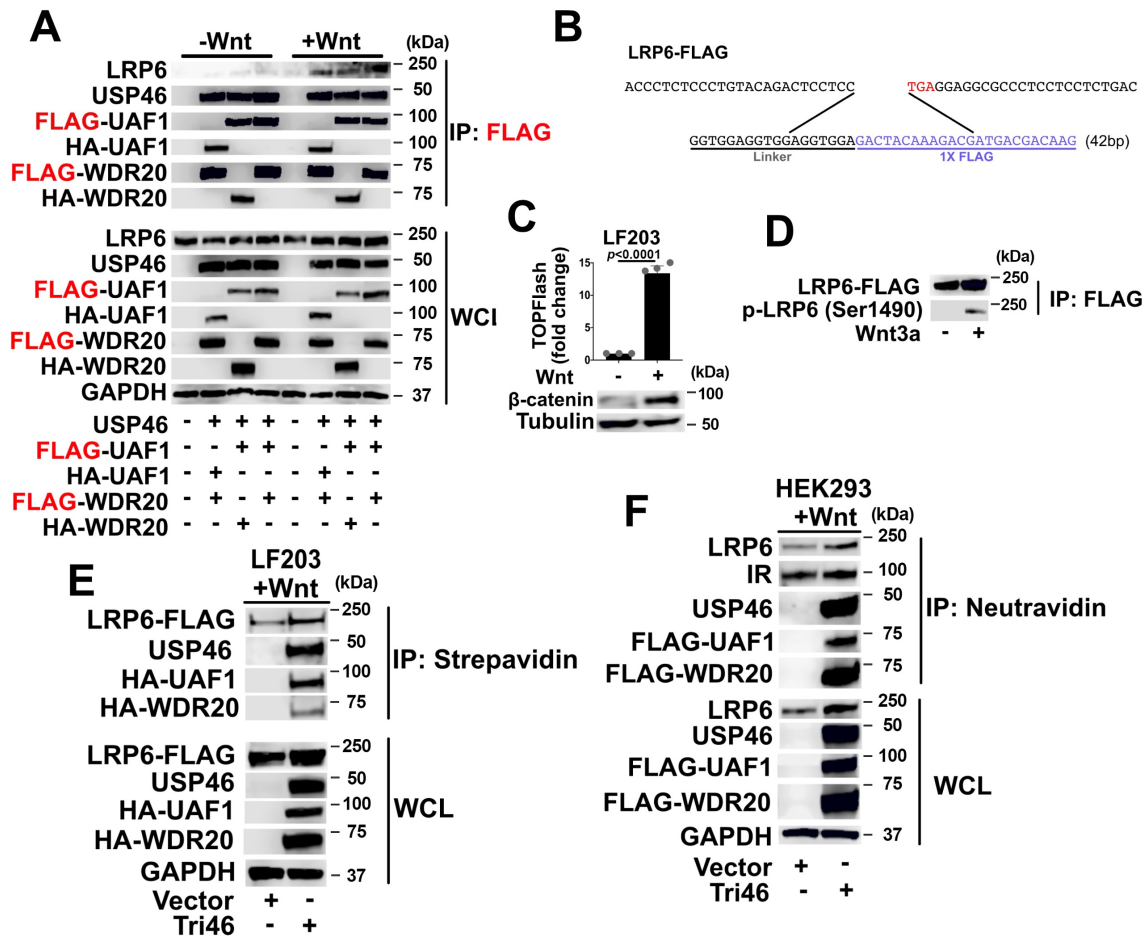 A
-Wnt +Wnt (kDa)
LRP6 250
USP46 50
FLAG-UAF1 100
HA-UAF1 100
FLAG-WDR20 75
HA-WDR20 75
IP: FLAG
LRP6 250
USP46 50
FLAG-UAF1 100
HA-UAF1 100
FLAG-WDR20 75
HA-WDR20 75
GAPDH 37
WCl
USP46 - + + + - + + +
FLAG-UAF1 - - + + - - + +
HA-UAF1 - + - - - + - -
FLAG-WDR20 - + - + - + - +
HA-WDR20 - - + - - - + -
B
LRP6-FLAG
ACCCTCTCCCTGTACAGACTCCTCC TGAGGAGGCGCCCTCCTCCTCTGAC
GGTGGAGGTGGAGGTGGAGACTACAAAGACGATGACGACAAG (42bp)
Linker 1X FLAG
C
LF203
p<0.0001
TOPFlash
(fold change)
15
10
5
0
Wnt - + (kDa)
β-catenin 100
Tubulin 50
D
(kDa)
LRP6-FLAG 250
p-LRP6 (Ser1490) 250
Wnt3a - +
IP: FLAG
E
LF203
+Wnt (kDa)
LRP6-FLAG 250
USP46 50
HA-UAF1 100
HA-WDR20 75
IP: Strepavidin
LRP6-FLAG 250
USP46 50
HA-UAF1 100
HA-WDR20 75
GAPDH 37
WCL
Vector + -
Tri46 - +
F
HEK293
+Wnt (kDa)
LRP6 250
IR 100
USP46 50
FLAG-UAF1 75
FLAG-WDR20 75
IP: Neutravidin
LRP6 250
USP46 50
FLAG-UAF1 100
FLAG-WDR20 75
GAPDH 37
WCL
Vector + -
Tri46 - +